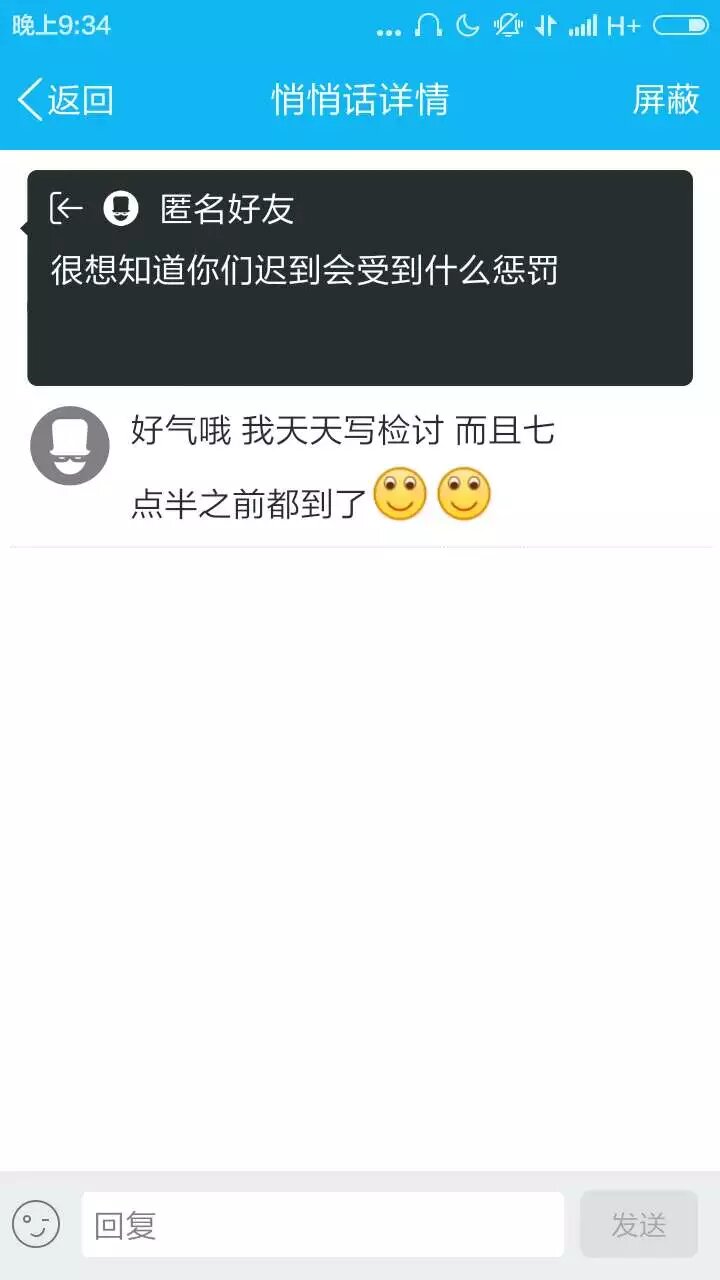 晚上9:34
H+
返回
悄悄话详情
屏蔽
匿名好友
很想知道你们迟到会受到什么惩罚
好气哦 我天天写检讨 而且七
点半之前都到了
回复
发送